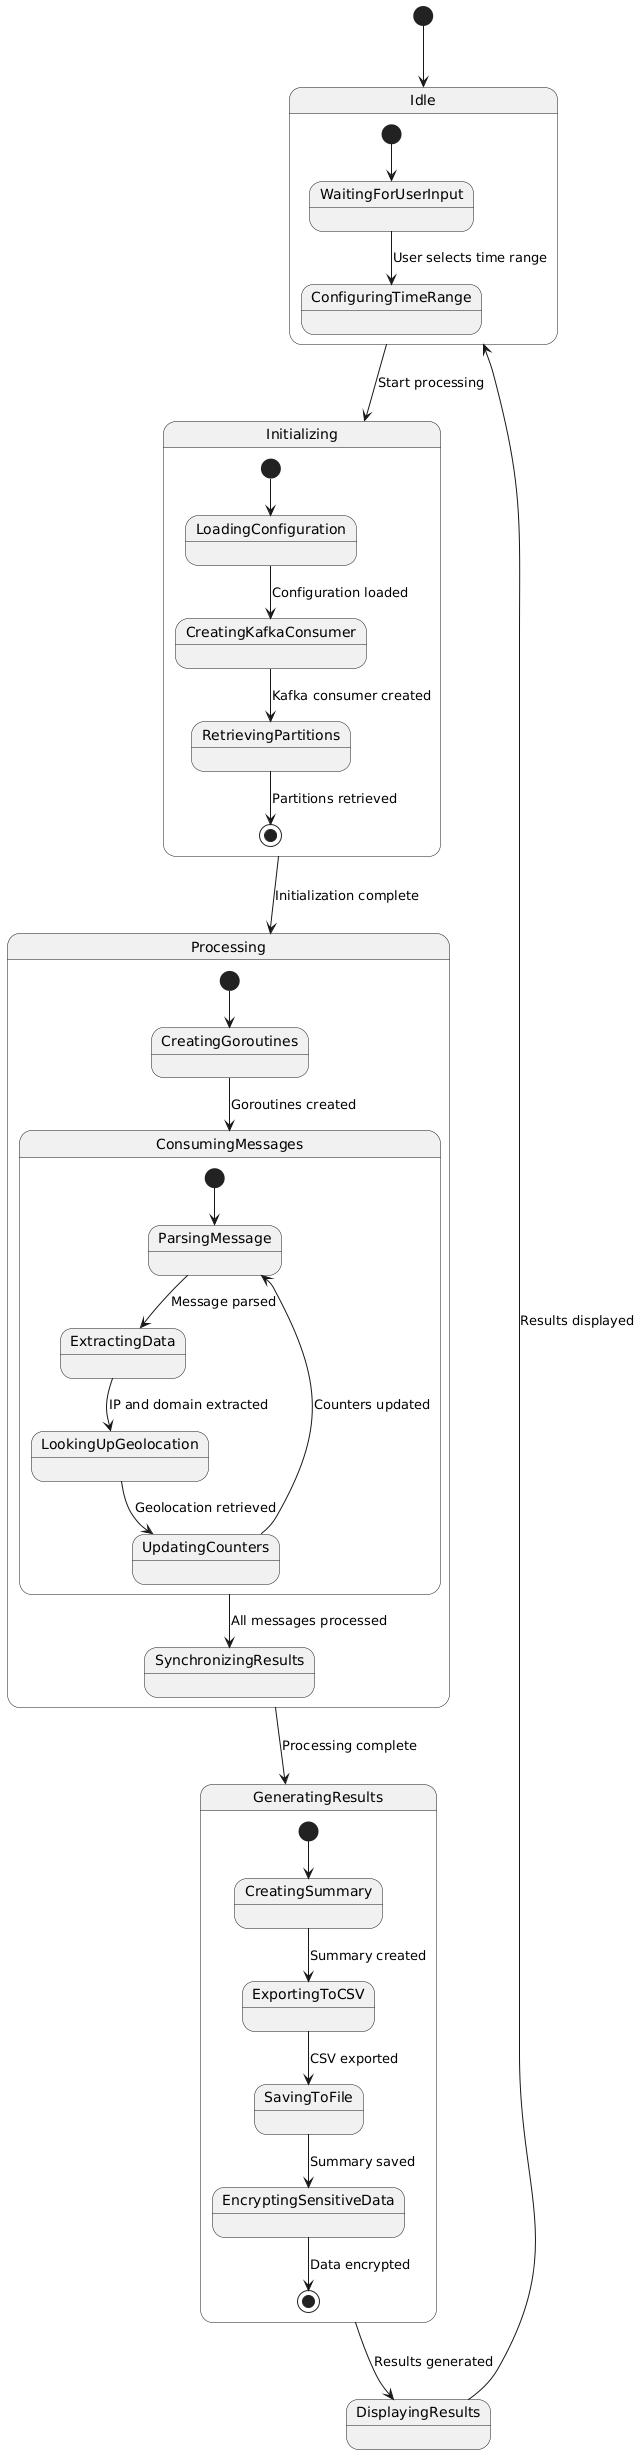 Idle
WaitingForUserInput
User selects time range
ConfiguringTimeRange
Start processing
Initializing
LoadingConfiguration
Configuration loaded
CreatingKafkaConsumer
Kafka consumer created
RetrievingPartitions
Partitions retrieved
Initialization complete
Processing
CreatingGoroutines
Goroutines created
ConsumingMessages
ParsingMessage
Message parsed
Results displayed
ExtractingData
IP and domain extracted
Counters updated
LookingUpGeolocation
Geolocation retrieved
UpdatingCounters
All messages processed
SynchronizingResults
Processing complete
GeneratingResults
CreatingSummary
Summary created
ExportingToCSV
CSV exported
SavingToFile
Summary saved
EncryptingSensitiveData
Data encrypted
Results generated
DisplayingResults